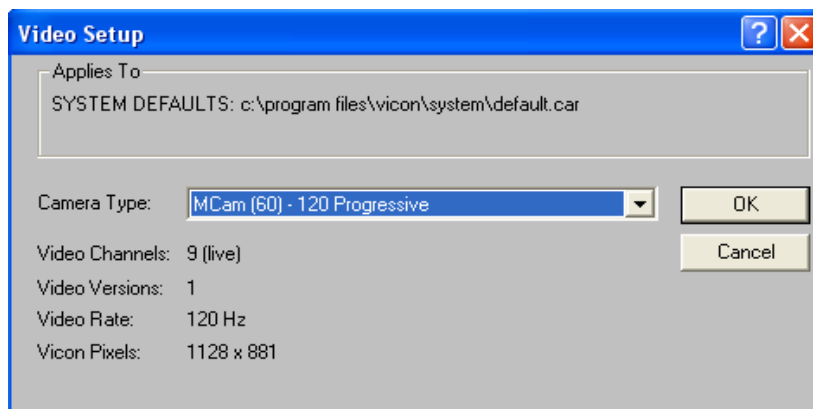 Video Setup
Applies To
SYSTEM DEFAULTS: c:\program files\vicon\system\default.car
Camera Type: MCam (60) - 120 Progressive OK
Video Channels: 9 (live) Cancel
Video Versions: 1
Video Rate: 120 Hz
Vicon Pixels: 1128 x 881